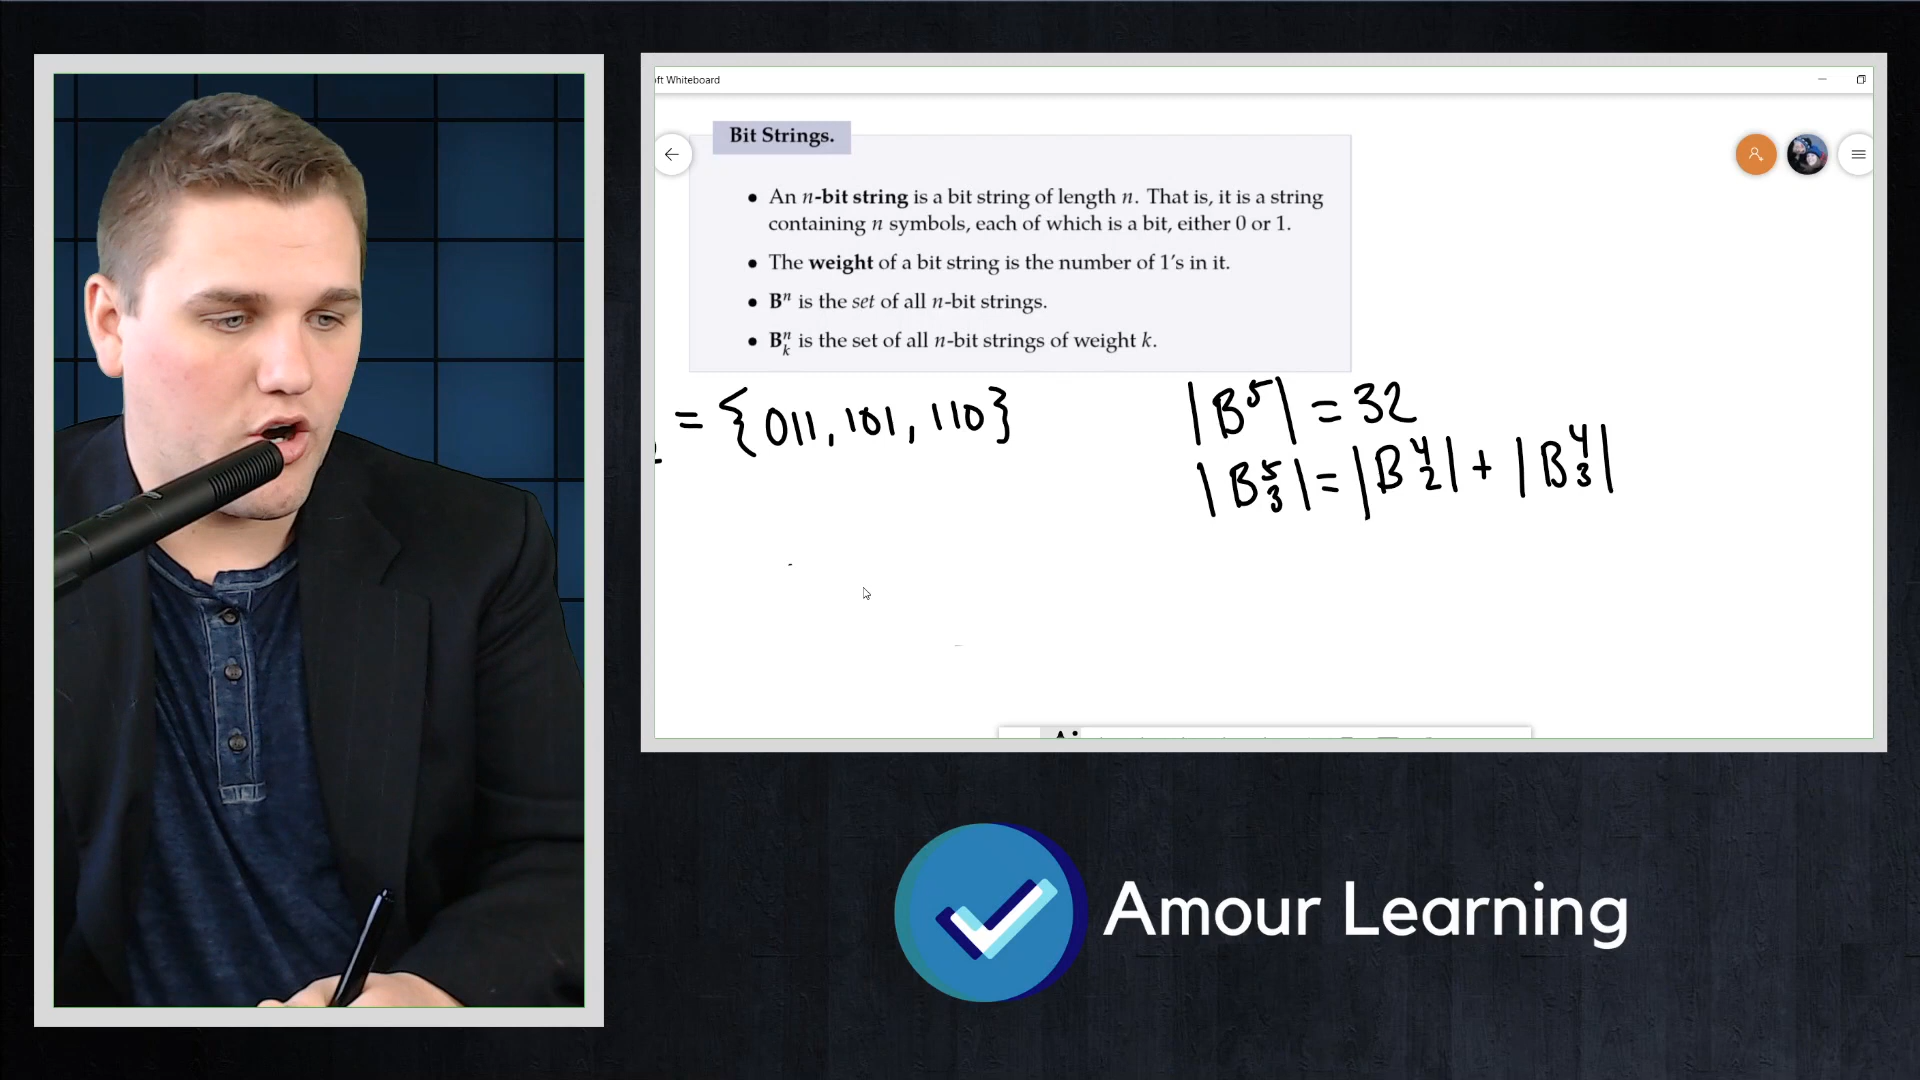 oft Whiteboard
Bit Strings.
• An n-bit string is a bit string of length n. That is, it is a string
containing n symbols, each of which is a bit, either 0 or 1.
• The weight of a bit string is the number of 1's in it.
• Bⁿ is the set of all n-bit strings.
• Bⁿₖ is the set of all n-bit strings of weight k.
= {011, 101, 110}
|B⁵| = 32
|B⁵₃| = |B⁴₂| + |B⁴₃|
Amour Learning